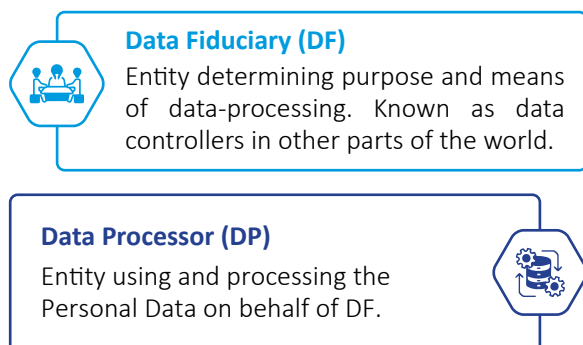 Data Fiduciary (DF)
Entity determining purpose and means
of data-processing. Known as data
controllers in other parts of the world.
Data Processor (DP)
Entity using and processing the
Personal Data on behalf of DF.